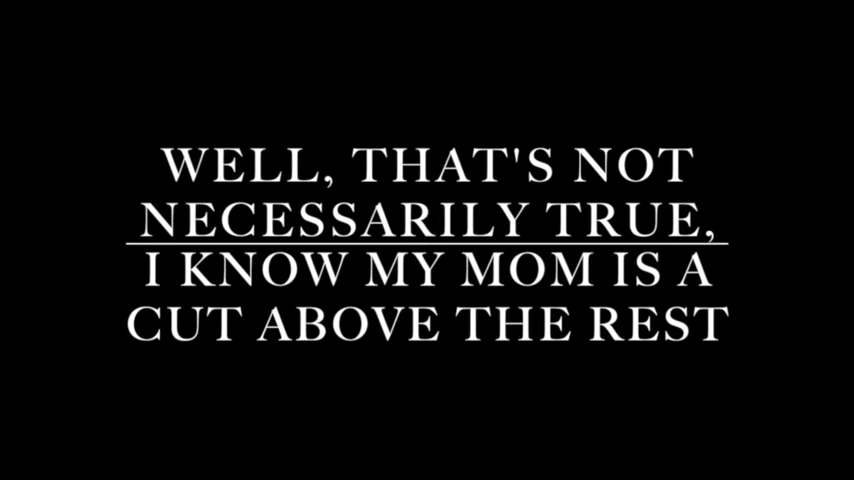 WELL, THAT'S NOT
NECESSARILY TRUE,
I KNOW MY MOM IS A
CUT ABOVE THE REST